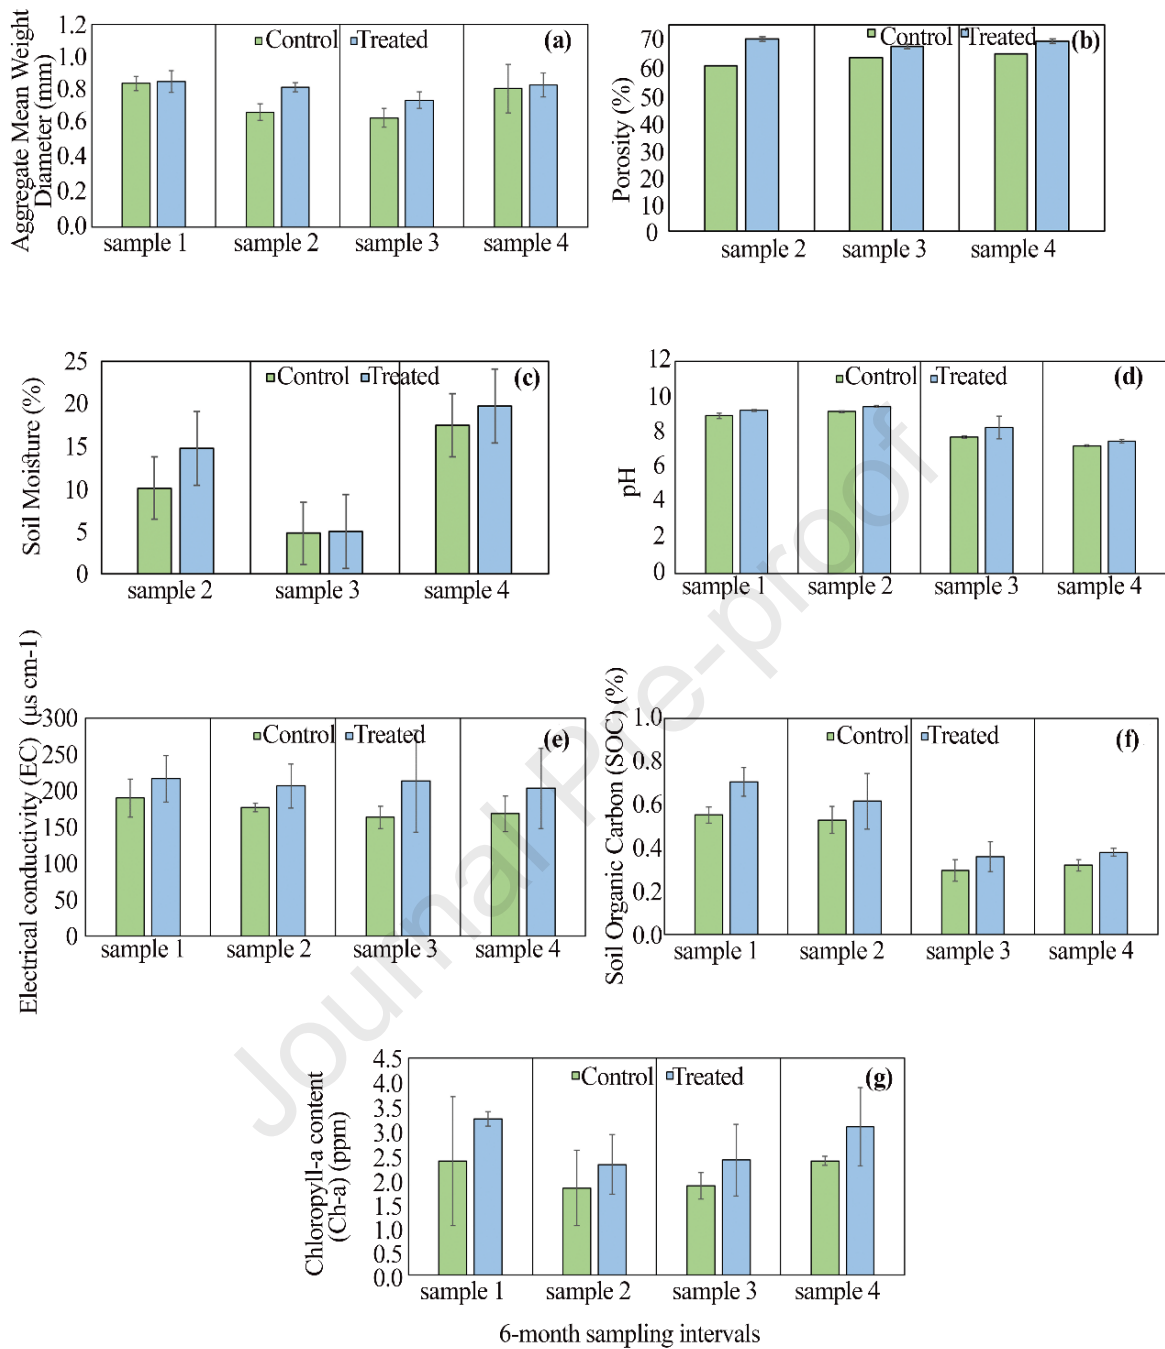 Aggregate Mean Weight
Diameter (mm)
1.2
1.0
0.8
0.6
0.4
0.2
0.0
Control Treated
(a)
sample 1 sample 2 sample 3 sample 4
Porosity (%)
70
60
50
40
30
20
10
0
Control Treated
(b)
sample 2 sample 3 sample 4
Soil Moisture (%)
25
20
15
10
5
0
Control Treated
(c)
sample 2 sample 3 sample 4
pH
12
10
8
6
4
2
0
Control Treated
(d)
sample 1 sample 2 sample 3 sample 4
Electrical conductivity (EC) (µs cm-1)
300
250
200
150
100
50
0
Control Treated
(e)
sample 1 sample 2 sample 3 sample 4
Soil Organic Carbon (SOC) (%)
1.0
0.8
0.6
0.4
0.2
0.0
Control Treated
(f)
sample 1 sample 2 sample 3 sample 4
Chloropyll-a content
(Ch-a) (ppm)
4.5
4.0
3.5
3.0
2.5
2.0
1.5
1.0
0.5
0.0
Control Treated
(g)
sample 1 sample 2 sample 3 sample 4
6-month sampling intervals
Journal Pre-proof